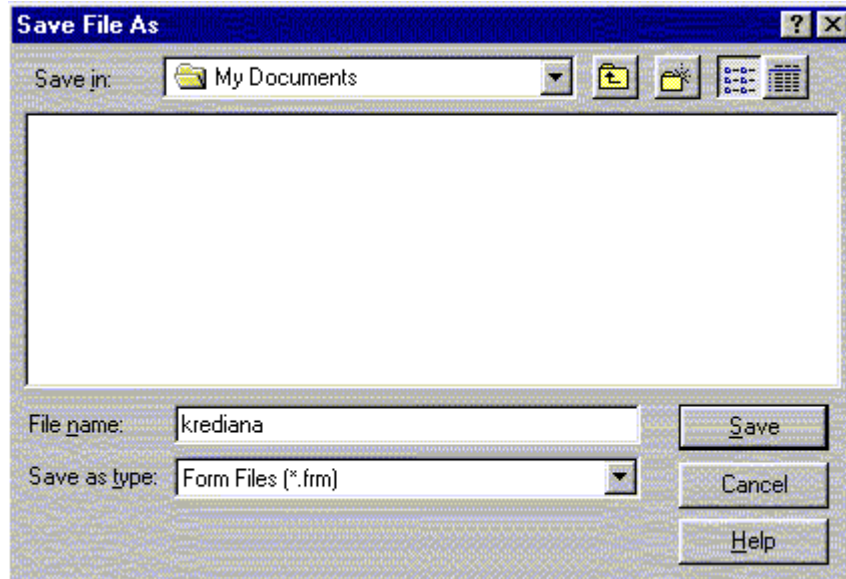 Save File As
Save in: My Documents
File name: krediana
Save
Save as type: Form Files (*.frm)
Cancel
Help